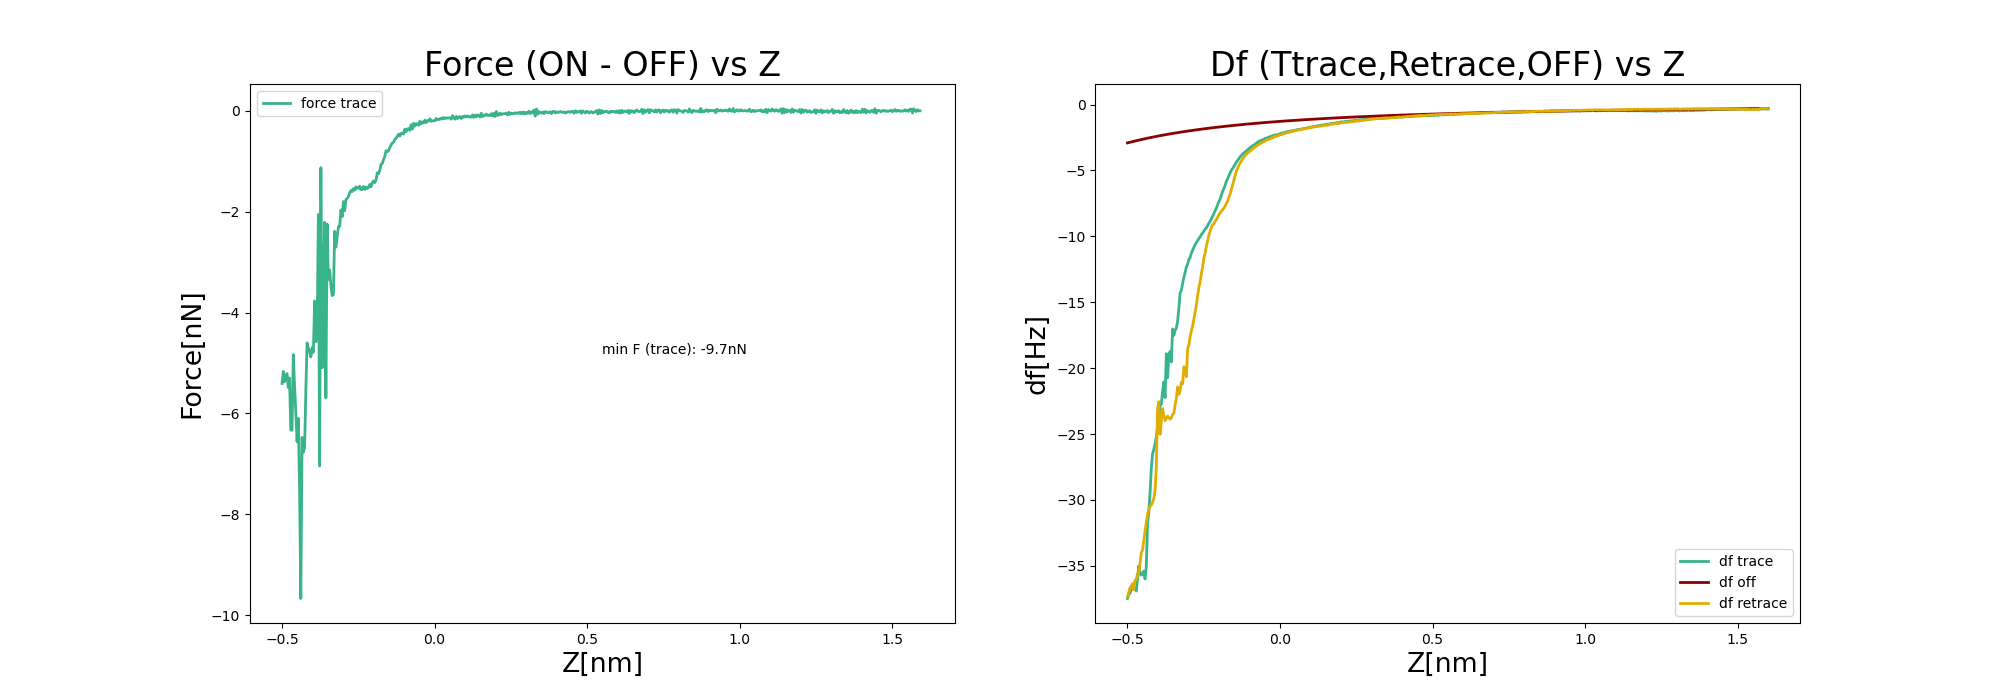 Force (ON - OFF) vs Z
force trace
0
−2
−4
−6
−8
−10
Force[nN]
min F (trace): -9.7nN
−0.5 0.0 0.5 1.0 1.5
Z[nm]
Df (Ttrace,Retrace,OFF) vs Z
0
−5
−10
−15
−20
−25
−30
−35
df[Hz]
df trace
df off
df retrace
−0.5 0.0 0.5 1.0 1.5
Z[nm]